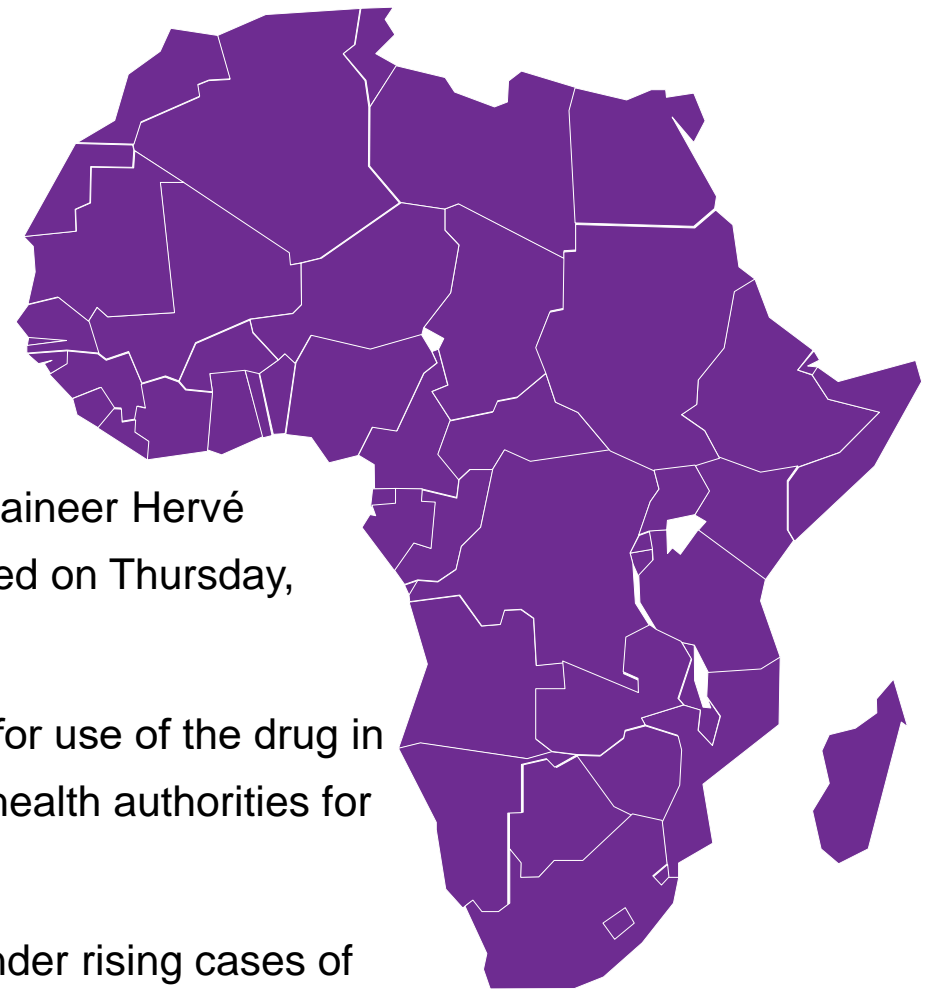 aineer Hervé
ed on Thursday,
for use of the drug in
health authorities for
nder rising cases of